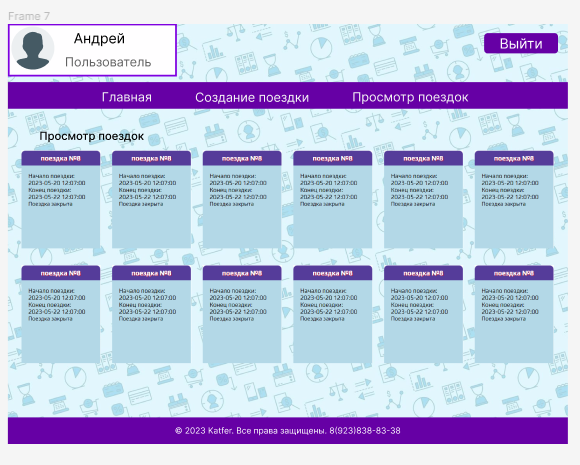 Frame 7
Андрей
Пользователь
Выйти
Главная Создание поездки Просмотр поездок
Просмотр поездок
поездка №8 поездка №8 поездка №8 поездка №8 поездка №8 поездка №8
Начало поездки: Начало поездки: Начало поездки: Начало поездки: Начало поездки: Начало поездки:
2023-05-20 12:07:00 2023-05-20 12:07:00 2023-05-20 12:07:00 2023-05-20 12:07:00 2023-05-20 12:07:00 2023-05-20 12:07:00
Конец поездки: Конец поездки: Конец поездки: Конец поездки: Конец поездки: Конец поездки:
2023-05-22 12:07:00 2023-05-22 12:07:00 2023-05-22 12:07:00 2023-05-22 12:07:00 2023-05-22 12:07:00 2023-05-22 12:07:00
Поездка закрыта Поездка закрыта Поездка закрыта Поездка закрыта Поездка закрыта Поездка закрыта
поездка №8 поездка №8 поездка №8 поездка №8 поездка №8 поездка №8
Начало поездки: Начало поездки: Начало поездки: Начало поездки: Начало поездки: Начало поездки:
2023-05-20 12:07:00 2023-05-20 12:07:00 2023-05-20 12:07:00 2023-05-20 12:07:00 2023-05-20 12:07:00 2023-05-20 12:07:00
Конец поездки: Конец поездки: Конец поездки: Конец поездки: Конец поездки: Конец поездки:
2023-05-22 12:07:00 2023-05-22 12:07:00 2023-05-22 12:07:00 2023-05-22 12:07:00 2023-05-22 12:07:00 2023-05-22 12:07:00
Поездка закрыта Поездка закрыта Поездка закрыта Поездка закрыта Поездка закрыта Поездка закрыта
© 2023 Katfer. Все права защищены. 8(923)838-83-38